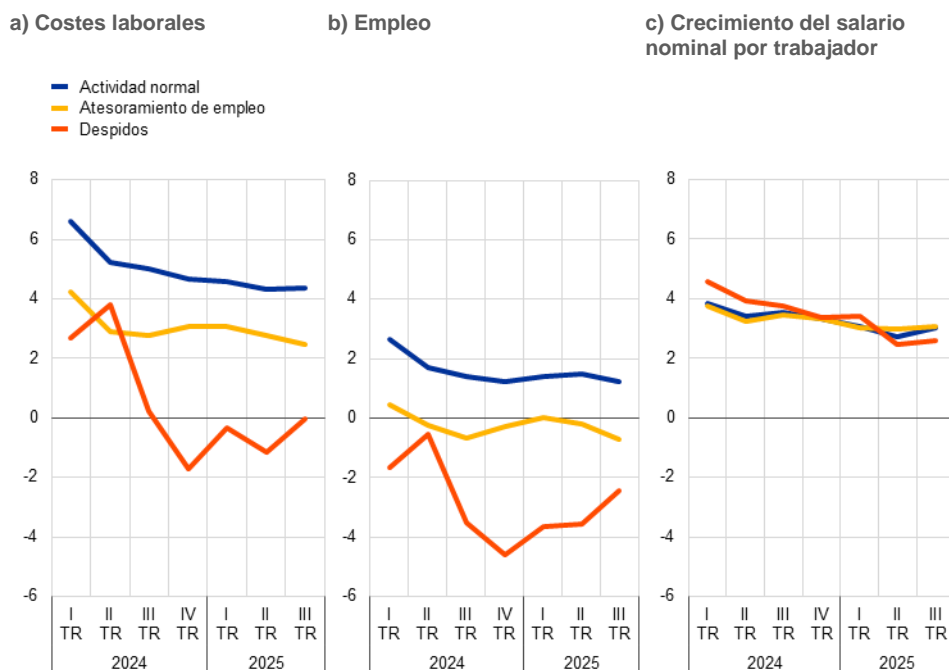 a) Costes laborales
b) Empleo
c) Crecimiento del salario
nominal por trabajador
Actividad normal
Atesoramiento de empleo
Despidos
8
6
4
2
0
-2
-4
-6
I II III IV I II III
TR TR TR TR TR TR TR
2024 2025
8
6
4
2
0
-2
-4
-6
I II III IV I II III
TR TR TR TR TR TR TR
2024 2025
8
6
4
2
0
-2
-4
-6
I II III IV I II III
TR TR TR TR TR TR TR
2024 2025